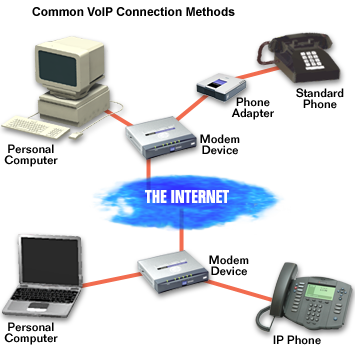 Common VoIP Connection Methods
Standard
Phone
Phone
Adapter
Modem
Device
Personal
Computer
THE INTERNET
Modem
Device
Personal
Computer
IP Phone